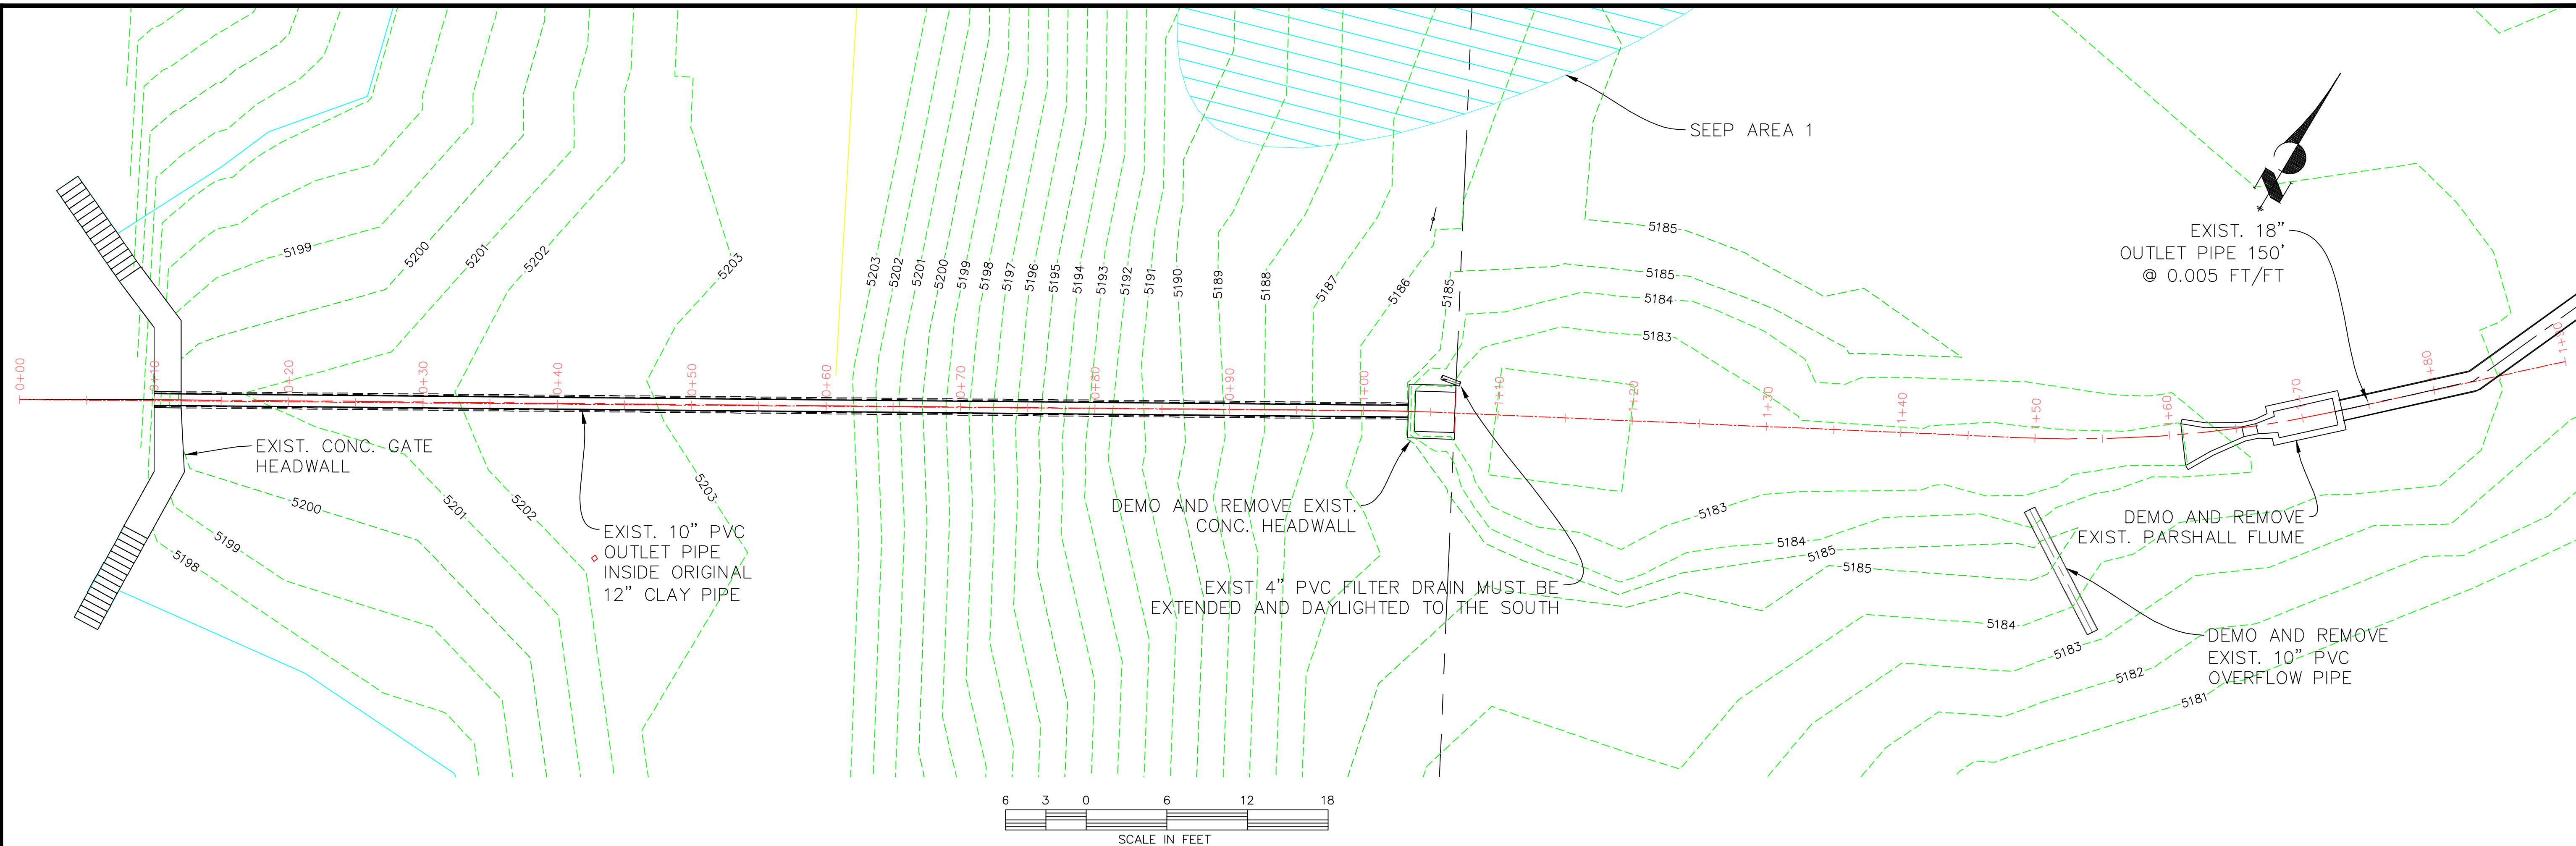 SEEP AREA 1
EXIST. 18"
OUTLET PIPE 150'
@ 0.005 FT/FT
5199
5200
5201
5202
5203
5203
5202
5201
5200
5199
5198
5197
5196
5195
5194
5193
5192
5191
5190
5189
5188
5187
5186
5185
5185
5185
5184
5183
0+00
0+10
0+20
0+30
0+40
0+50
0+60
0+70
0+80
0+90
1+00
1+10
1+20
1+30
1+40
1+50
1+60
1+70
1+80
1+90
EXIST. CONC. GATE
HEADWALL
EXIST. 10" PVC
OUTLET PIPE
INSIDE ORIGINAL
12" CLAY PIPE
5200
5201
5202
5203
5199
5198
DEMO AND REMOVE EXIST.
CONC. HEADWALL
EXIST 4" PVC FILTER DRAIN MUST BE
EXTENDED AND DAYLIGHTED TO THE SOUTH
5183
5184
5185
5185
DEMO AND REMOVE
EXIST. PARSHALL FLUME
5184
5183
5182
5181
DEMO AND REMOVE
EXIST. 10" PVC
OVERFLOW PIPE
6 3 0 6 12 18
SCALE IN FEET